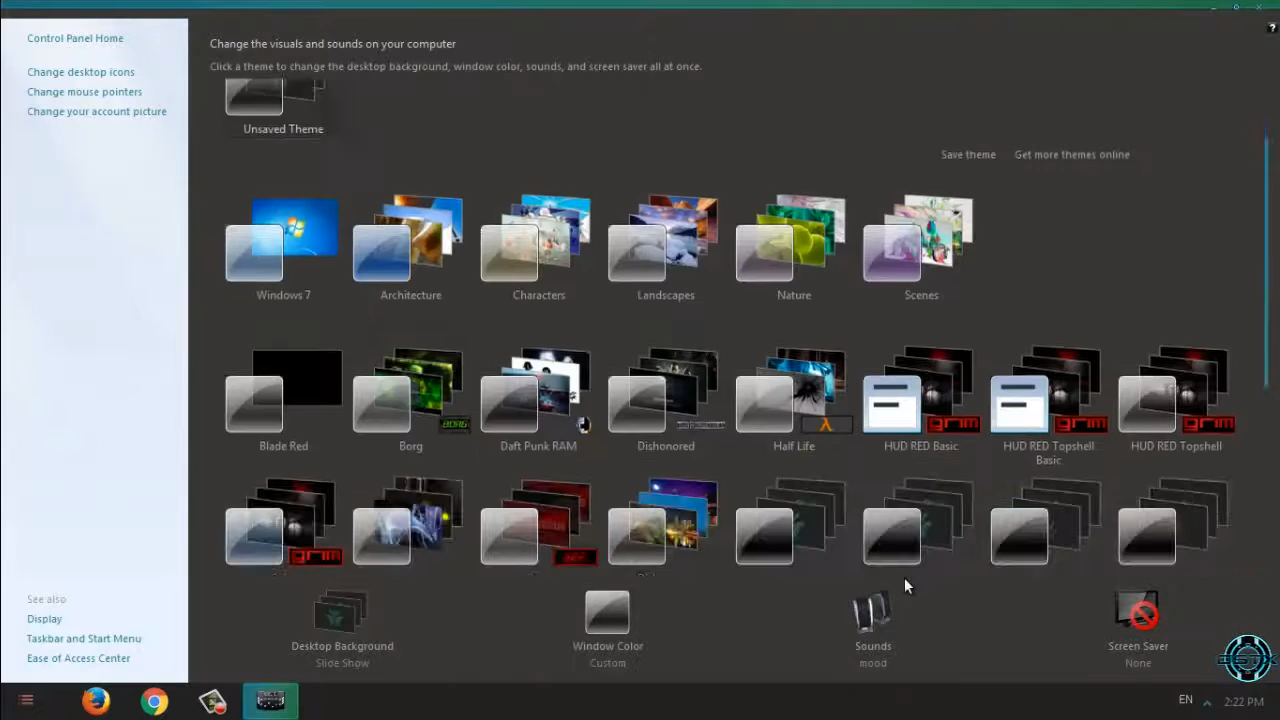 Control Panel Home
Change desktop icons
Change mouse pointers
Change your account picture
Change the visuals and sounds on your computer
Click a theme to change the desktop background, window color, sounds, and screen saver all at once.
Unsaved Theme
Save theme Get more themes online
Windows 7 Architecture Characters Landscapes Nature Scenes
Blade Red Borg Daft Punk RAM Dishonored Half Life HUD RED Basic HUD RED Topshell Basic HUD RED Topshell
See also
Display
Taskbar and Start Menu
Ease of Access Center
Desktop Background
Slide Show
Window Color
Custom
Sounds
mood
Screen Saver
None
EN 2:22 PM